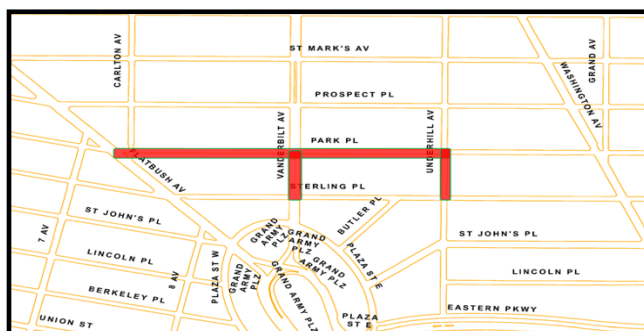 ST MARK'S AV
CARLTON AV
GRAND AV
WASHINGTON AV
PROSPECT PL
VANDERBILT AV
UNDERHILL AV
PARK PL
FLATBUSH AV
STERLING PL
BUTLER PL
ST JOHN'S PL
GRAND
ARMY
PLZ
GRAND
ARMY
PLZ
ST JOHN'S PL
7 AV
LINCOLN PL
PLAZA ST W
GRAND
ARMY
PLZ
GRAND
ARMY PLZ
PLAZA ST E
LINCOLN PL
8 AV
BERKELEY PL
GRAND ARMY PLZ
EASTERN PKWY
UNION ST
PLAZA
ST E